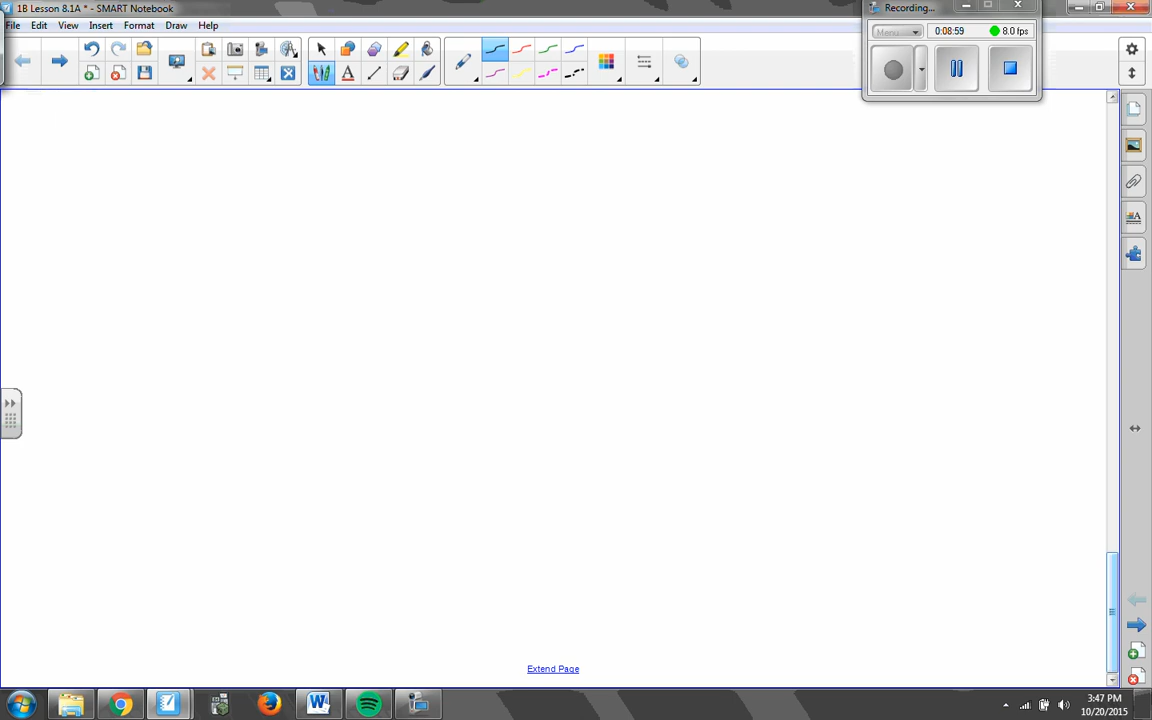 1B Lesson 8.1A * - SMART Notebook
Recording...
File Edit View Insert Format Draw Help
Menu
0:08:59
8.0 fps
Extend Page
3:47 PM
10/20/2015